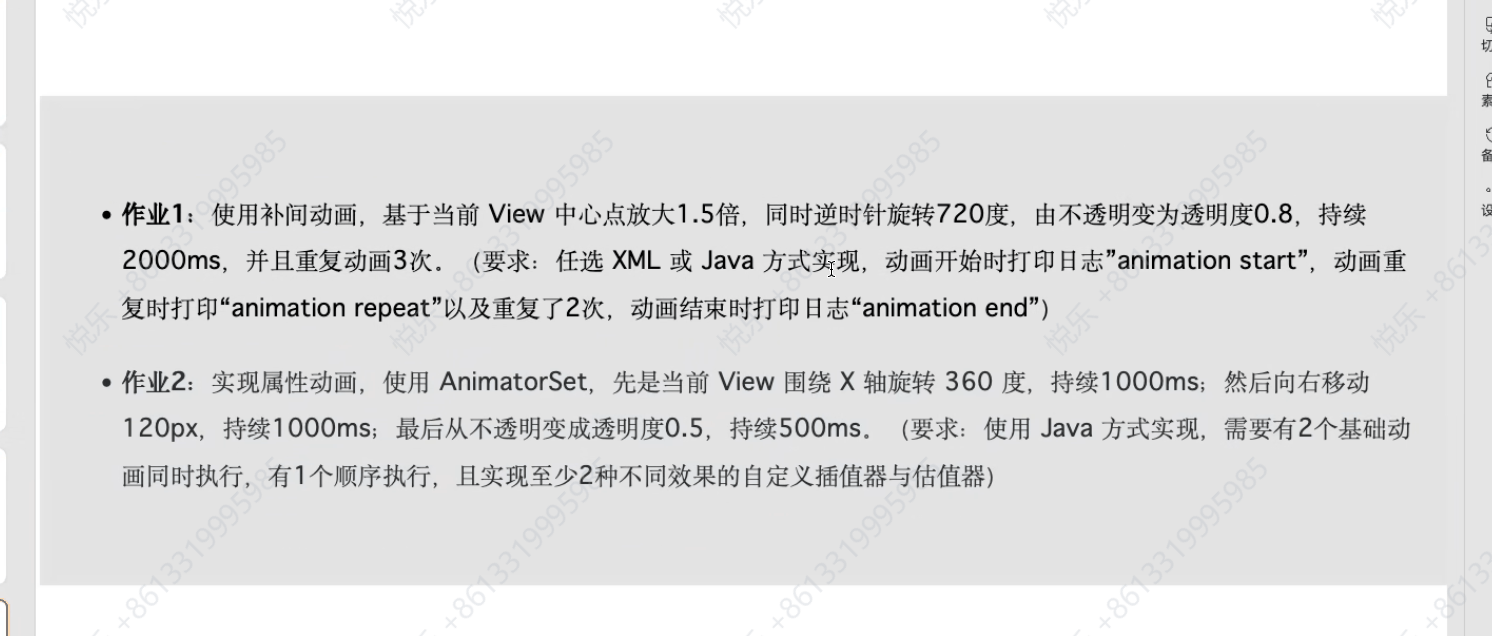 作业1：使用补间动画，基于当前 View 中心点放大1.5倍，同时逆时针旋转720度，由不透明变为透明度0.8，持续
2000ms，并且重复动画3次。（要求：任选 XML 或 Java 方式实现，动画开始时打印日志”animation start”，动画重
复时打印“animation repeat”以及重复了2次，动画结束时打印日志“animation end”）
作业2：实现属性动画，使用 AnimatorSet，先是当前 View 围绕 X 轴旋转 360 度，持续1000ms；然后向右移动
120px，持续1000ms；最后从不透明变成透明度0.5，持续500ms。（要求：使用 Java 方式实现，需要有2个基础动
画同时执行，有1个顺序执行，且实现至少2种不同效果的自定义插值器与估值器）
悦乐 +8613319995985
切
素
备
设